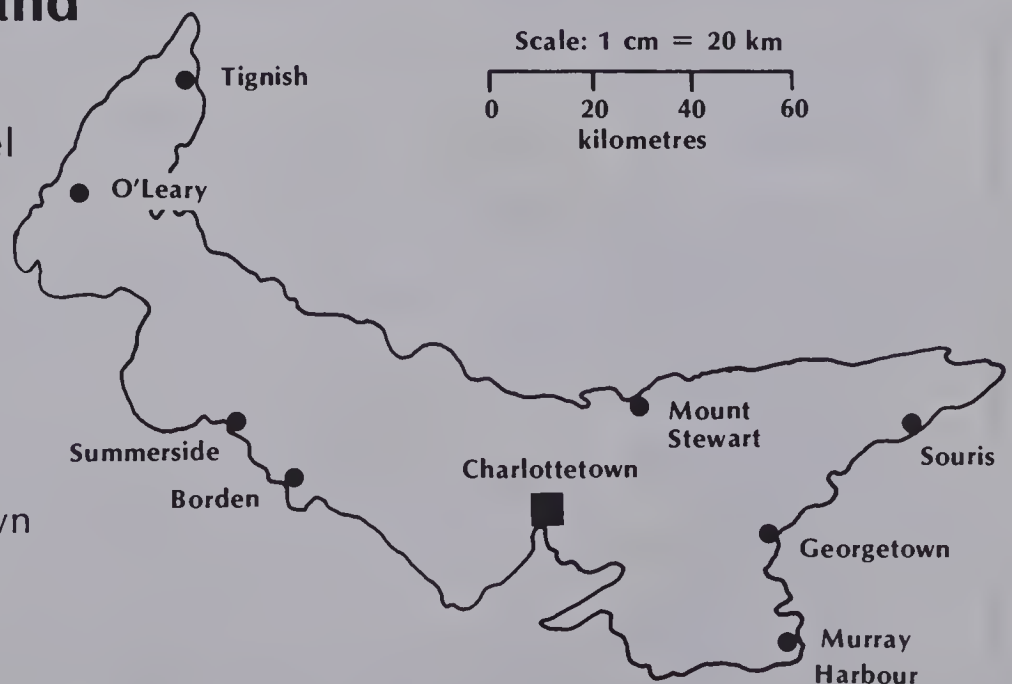 Scale: 1 cm = 20 km
0 20 40 60
kilometres
Tignish
O'Leary
Mount
Stewart
Souris
Summerside
Charlottetown
Borden
Georgetown
Murray
Harbour